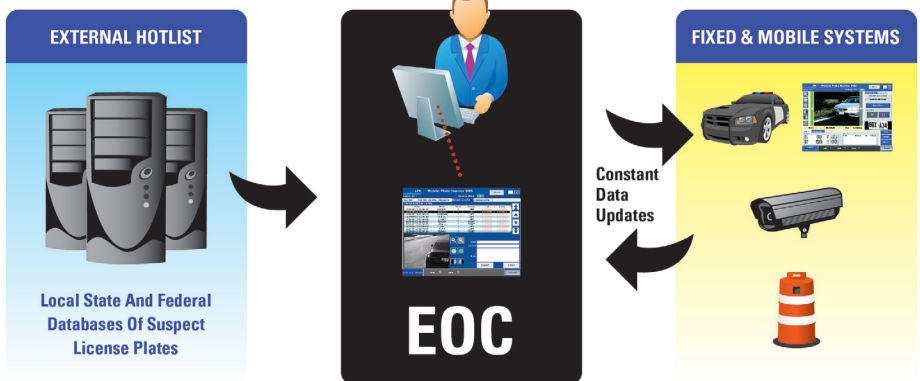 EXTERNAL HOTLIST
Local State And Federal
Databases Of Suspect
License Plates
EOC
Constant
Data
Updates
FIXED & MOBILE SYSTEMS